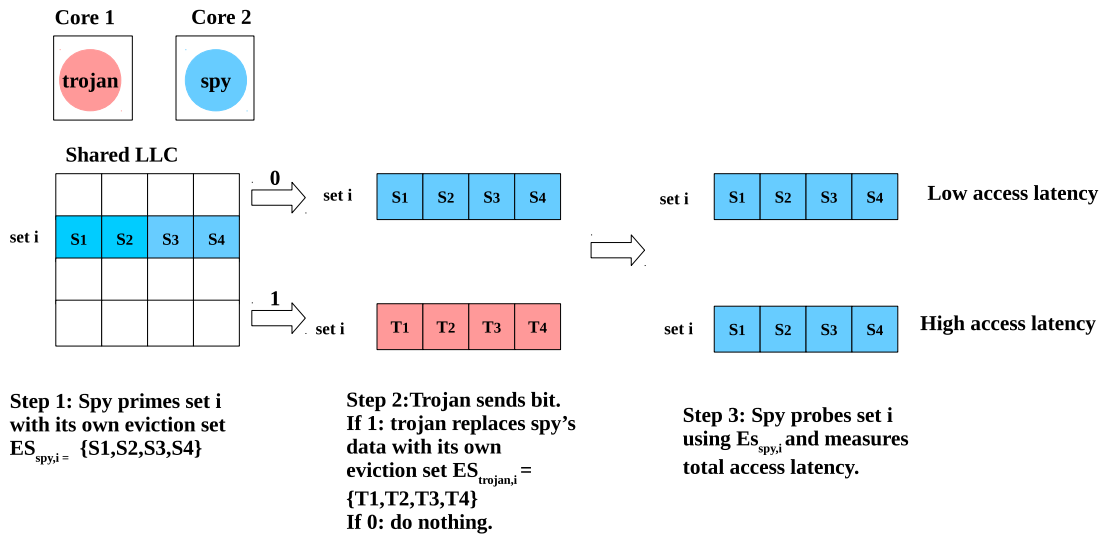 Core 1
Core 2
trojan
spy
Shared LLC
0
set i
S1 S2 S3 S4
set i
S1 S2 S3 S4
Low access latency
set i
S1 S2 S3 S4
1
set i
T1 T2 T3 T4
set i
S1 S2 S3 S4
High access latency
Step 1: Spy primes set i
with its own eviction set
ESspy,i = {S1,S2,S3,S4}
Step 2:Trojan sends bit.
If 1: trojan replaces spy’s
data with its own
eviction set EStrojan,i =
{T1,T2,T3,T4}
If 0: do nothing.
Step 3: Spy probes set i
using Esspy,i and measures
total access latency.